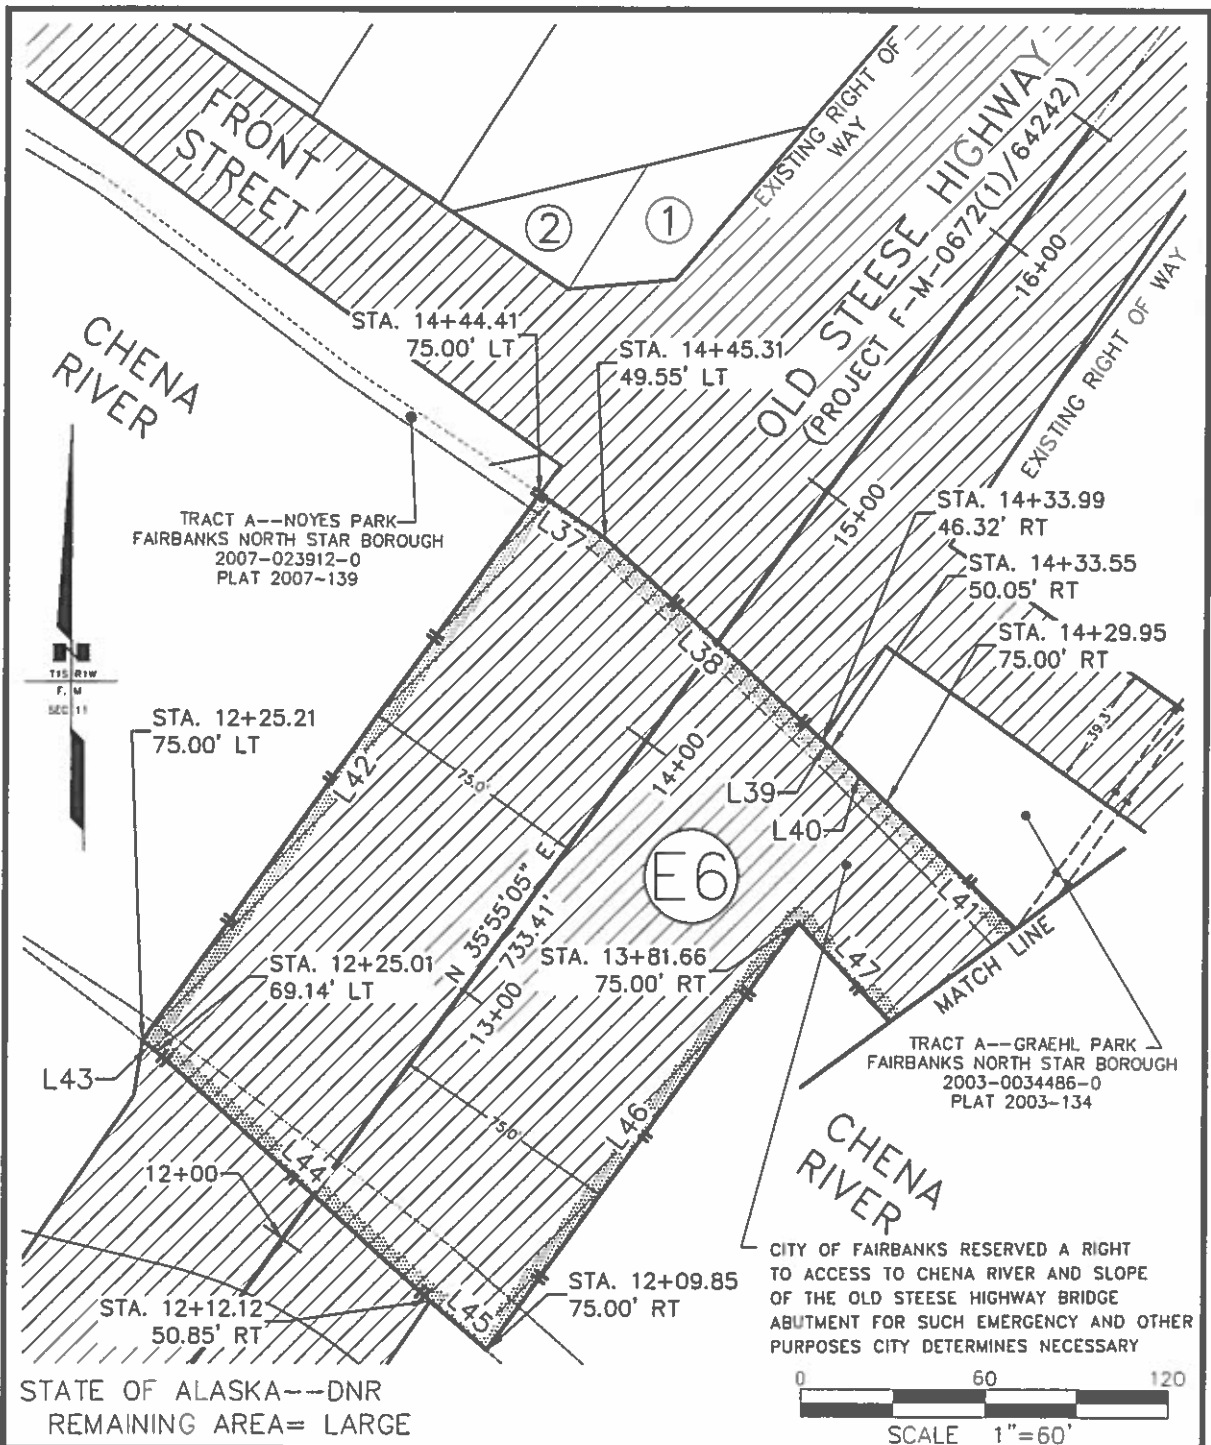 FRONT
STREET
EXISTING RIGHT OF
WAY
OLD STEESE HIGHWAY
(PROJECT F-M-0672(1)/64242)
16+00
EXISTING RIGHT OF WAY
2
1
CHENA
RIVER
STA. 14+44.41
75.00' LT
STA. 14+45.31
49.55' LT
15+00
STA. 14+33.99
46.32' RT
STA. 14+33.55
50.05' RT
STA. 14+29.95
75.00' RT
TRACT A--NOYES PARK
FAIRBANKS NORTH STAR BOROUGH
2007-023912-0
PLAT 2007-139
L37
L38
N
T1S R1W
F. M
SEC 11
STA. 12+25.21
75.00' LT
L42
75.0'
14+00
L39
L40
39.3'
E6
L41
N 35°55'05" E
733.41'
STA. 12+25.01
69.14' LT
STA. 13+81.66
75.00' RT
L47
MATCH LINE
13+00
L43
TRACT A--GRAEHL PARK
FAIRBANKS NORTH STAR BOROUGH
2003-0034486-0
PLAT 2003-134
75.0'
L46
L44
12+00
CHENA
RIVER
CITY OF FAIRBANKS RESERVED A RIGHT
TO ACCESS TO CHENA RIVER AND SLOPE
OF THE OLD STEESE HIGHWAY BRIDGE
ABUTMENT FOR SUCH EMERGENCY AND OTHER
PURPOSES CITY DETERMINES NECESSARY
STA. 12+09.85
75.00' RT
STA. 12+12.12
50.85' RT
L45
STATE OF ALASKA--DNR
REMAINING AREA= LARGE
0 60 120
SCALE 1"=60'